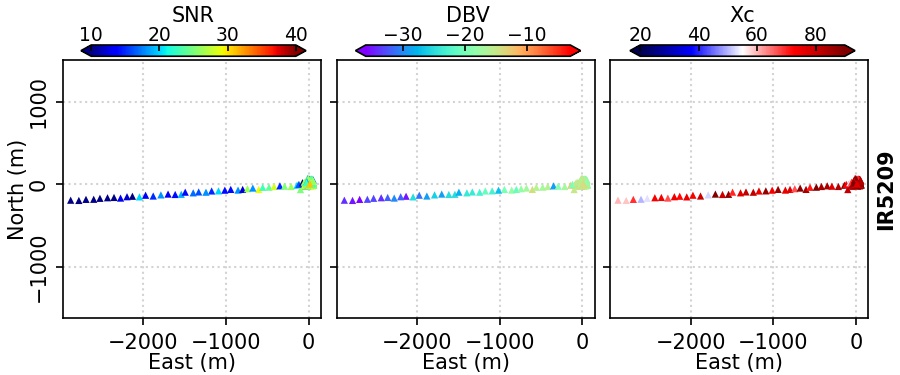 SNR DBV Xc
10 20 30 40 −30 −20 −10 20 40 60 80
1000
0
−1000
North (m)
IR5209
−2000 −1000 0 −2000 −1000 0 −2000 −1000 0
East (m) East (m) East (m)